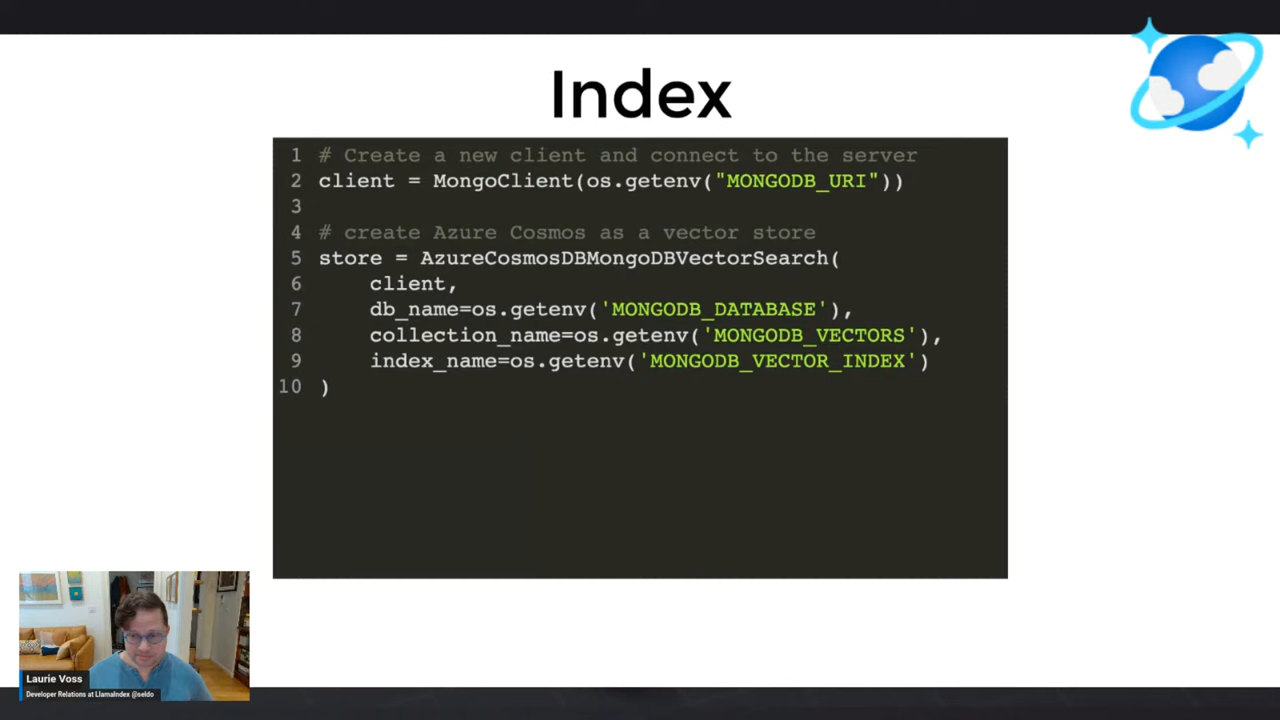 Index
1 # Create a new client and connect to the server
2 client = MongoClient(os.getenv("MONGODB_URI"))
3
4 # create Azure Cosmos as a vector store
5 store = AzureCosmosDBMongoDBVectorSearch(
6     client,
7     db_name=os.getenv('MONGODB_DATABASE'),
8     collection_name=os.getenv('MONGODB_VECTORS'),
9     index_name=os.getenv('MONGODB_VECTOR_INDEX')
10 )
Laurie Voss
Developer Relations at LlamaIndex @seldo